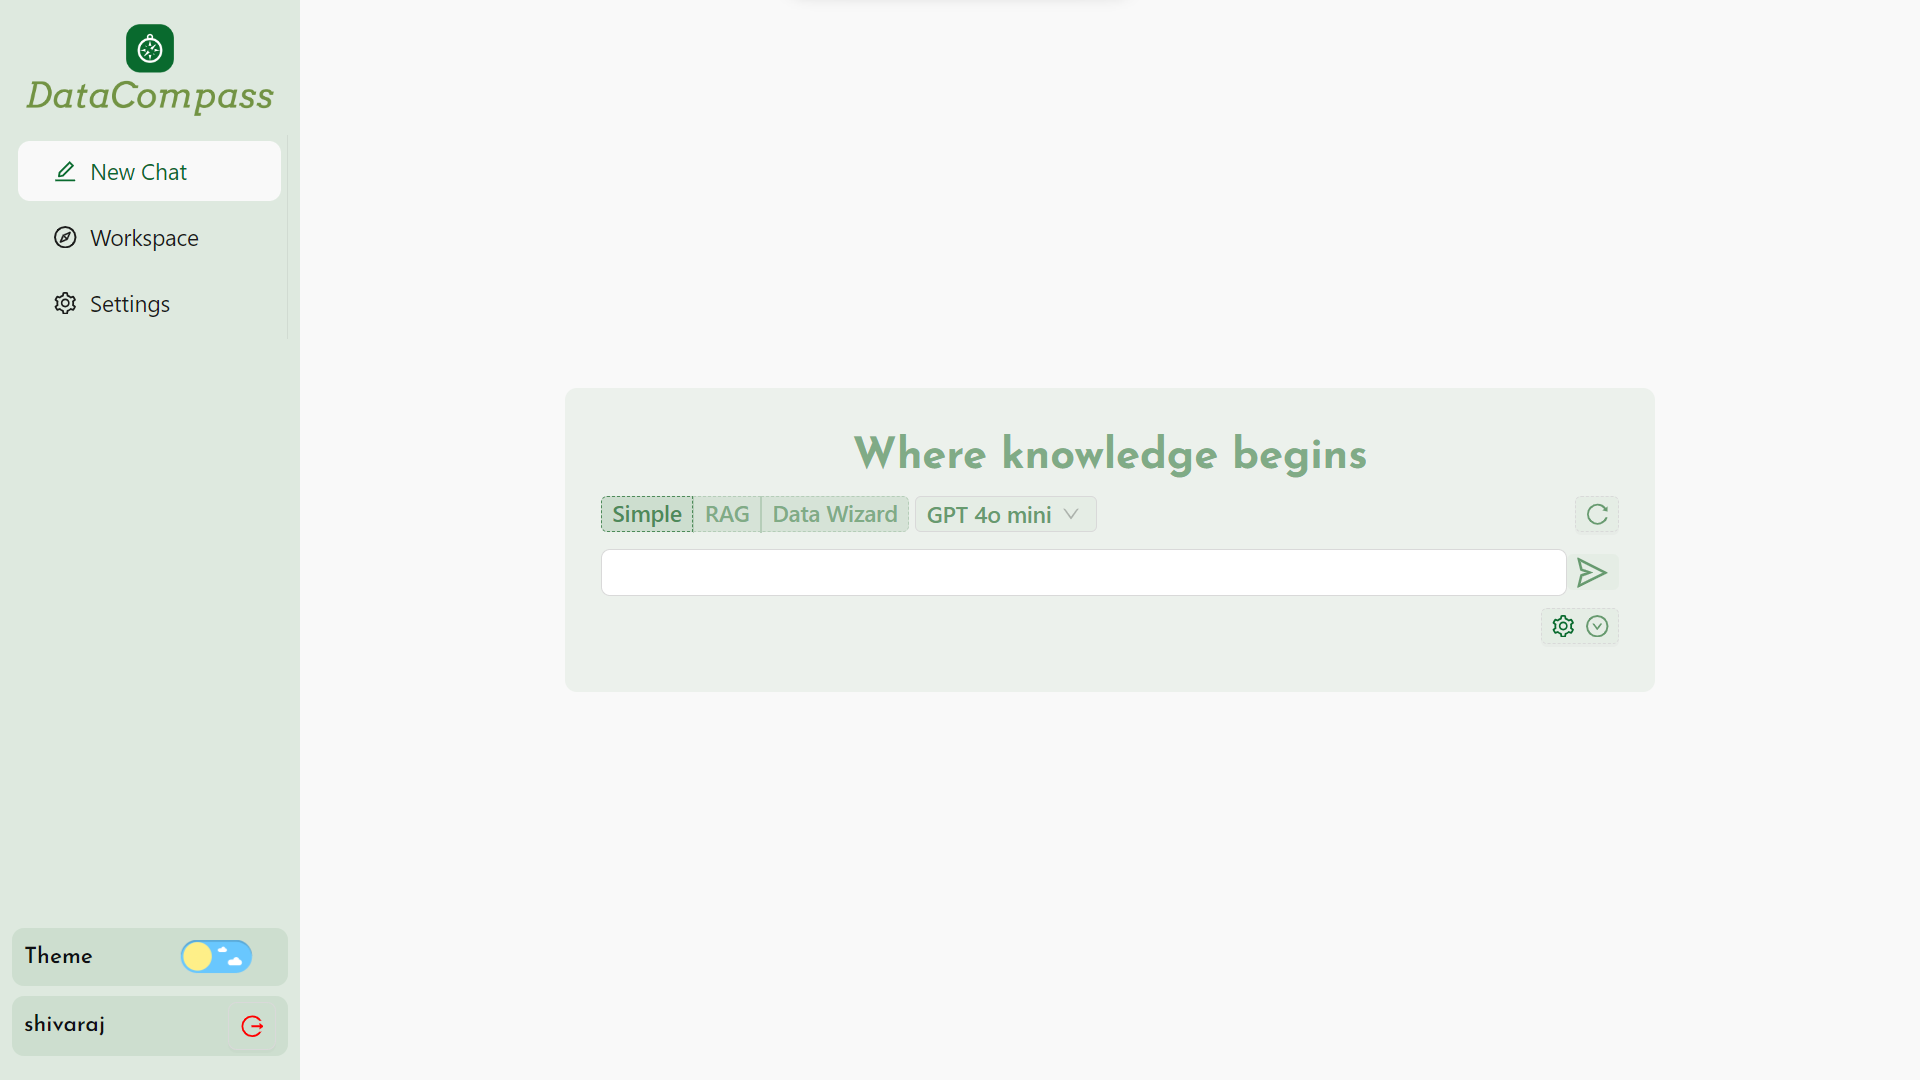 DataCompass
New Chat
Workspace
Settings
Where knowledge begins
Simple RAG Data Wizard GPT 4o mini
Theme
shivaraj